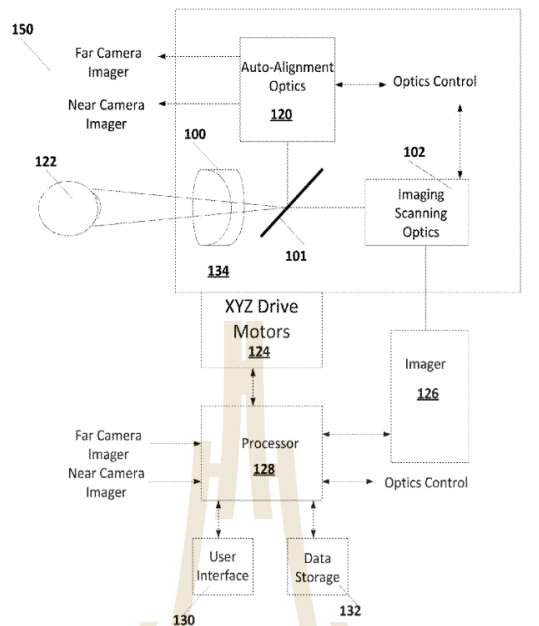 150
Far Camera
Imager
Near Camera
Imager
Auto-Alignment
Optics
120
Optics Control
122
100
102
Imaging
Scanning
Optics
101
134
XYZ Drive
Motors
124
Imager
126
Far Camera
Imager
Near Camera
Imager
Processor
128
Optics Control
User
Interface
130
Data
Storage
132